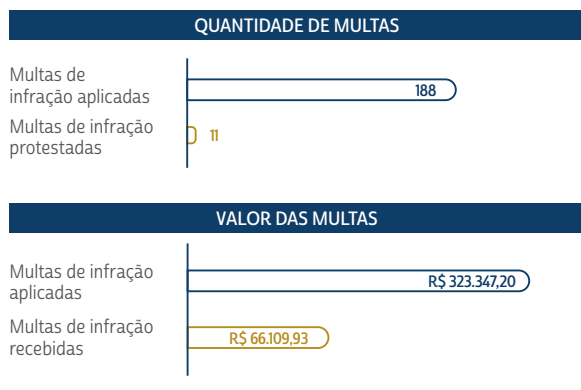 QUANTIDADE DE MULTAS
Multas de
infração aplicadas
188
Multas de infração
protestadas
11
VALOR DAS MULTAS
Multas de infração
aplicadas
R$ 323.347,20
Multas de infração
recebidas
R$ 66.109,93